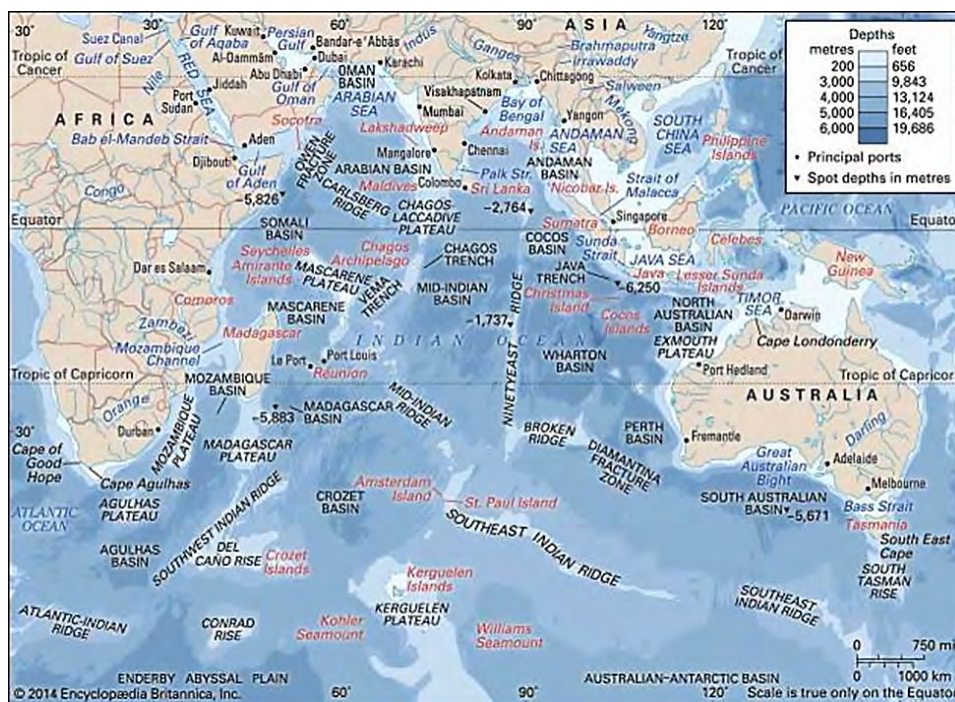 30°
30°
60°
ASIA
90°
120°
Suez Canal
Gulf of Aqaba
Kuwait
Persian Gulf
Bandar-e 'Abbās
Indus
Ganges
Brahmaputra
Yangtze
Tropic of Cancer
Gulf of Suez
Al-Dammām
Dubai
Karachi
Irrawaddy
Tropic of Cancer
Nile
RED SEA
Jiddah
Abu Dhabi
OMAN BASIN
Kolkata
Chittagong
Salween
Port Sudan
Gulf of Oman
ARABIAN SEA
Visakhapatnam
Mumbai
Bay of Bengal
Yangon
Mekong
AFRICA
Socotra
Lakshadweep
Andaman Is.
ANDAMAN SEA
SOUTH CHINA SEA
Philippine Islands
Bab el-Mandeb Strait
Aden
OWEN FRACTURE ZONE
Mangalore
Chennai
Djibouti
Gulf of Aden
ARABIAN BASIN
Palk Str.
ANDAMAN BASIN
Congo
–5,826
CARLSBERG RIDGE
Maldives
Colombo
Sri Lanka
Nicobar Is.
Strait of Malacca
CHAGOS-LACCADIVE PLATEAU
–2,764
Sumatra
Singapore
PACIFIC OCEAN
Equator
SOMALI BASIN
COCOS BASIN
Borneo
Celebes
Equator
Seychelles
Chagos Archipelago
CHAGOS TRENCH
Sunda Strait
JAVA SEA
New Guinea
Dar es Salaam
Amirante Islands
MASCARENE PLATEAU
VEMA TRENCH
MID-INDIAN BASIN
JAVA TRENCH
Java
Lesser Sunda Islands
–6,250
Comoros
MASCARENE BASIN
Christmas Island
Cocos Islands
NORTH AUSTRALIAN BASIN
TIMOR SEA
Darwin
Zambezi
Madagascar
–1,737
NINETYEAST RIDGE
EXMOUTH PLATEAU
Cape Londonderry
Mozambique Channel
INDIAN OCEAN
Le Port
Port Louis
WHARTON BASIN
Port Hedland
Tropic of Capricorn
MOZAMBIQUE BASIN
Réunion
MID-INDIAN RIDGE
Tropic of Capricorn
Orange
–5,883
MADAGASCAR BASIN
AUSTRALIA
30°
Durban
MOZAMBIQUE PLATEAU
MADAGASCAR PLATEAU
BROKEN RIDGE
PERTH BASIN
Fremantle
Darling
30°
Cape of Good Hope
DIAMANTINA FRACTURE ZONE
Great Australian Bight
Adelaide
Cape Agulhas
Amsterdam Island
Melbourne
AGULHAS PLATEAU
CROZET BASIN
St. Paul Island
SOUTH AUSTRALIAN BASIN
–5,671
Bass Strait
ATLANTIC OCEAN
SOUTHWEST INDIAN RIDGE
SOUTHEAST INDIAN RIDGE
Tasmania
AGULHAS BASIN
DEL CAÑO RISE
Crozet Islands
South East Cape
Kerguelen Islands
SOUTH TASMAN RISE
ATLANTIC-INDIAN RIDGE
CONRAD RISE
Kohler Seamount
KERGUELEN PLATEAU
Williams Seamount
SOUTHEAST INDIAN RIDGE
ENDERBY ABYSSAL PLAIN
AUSTRALIAN-ANTARCTIC BASIN
60°
90°
120°
0 750 mi
0 1000 km
© 2014 Encyclopædia Britannica, Inc.
Scale is true only on the Equator
Depths
metres feet
200 656
3,000 9,843
4,000 13,124
5,000 16,405
6,000 19,686
Principal ports
Spot depths in metres